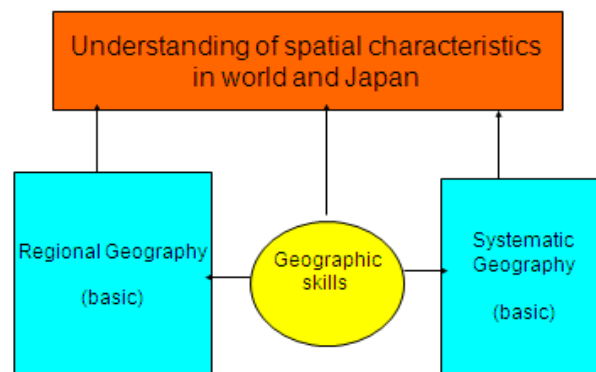 Understanding of spatial characteristics
in world and Japan
Regional Geography
(basic)
Geographic
skills
Systematic
Geography
(basic)